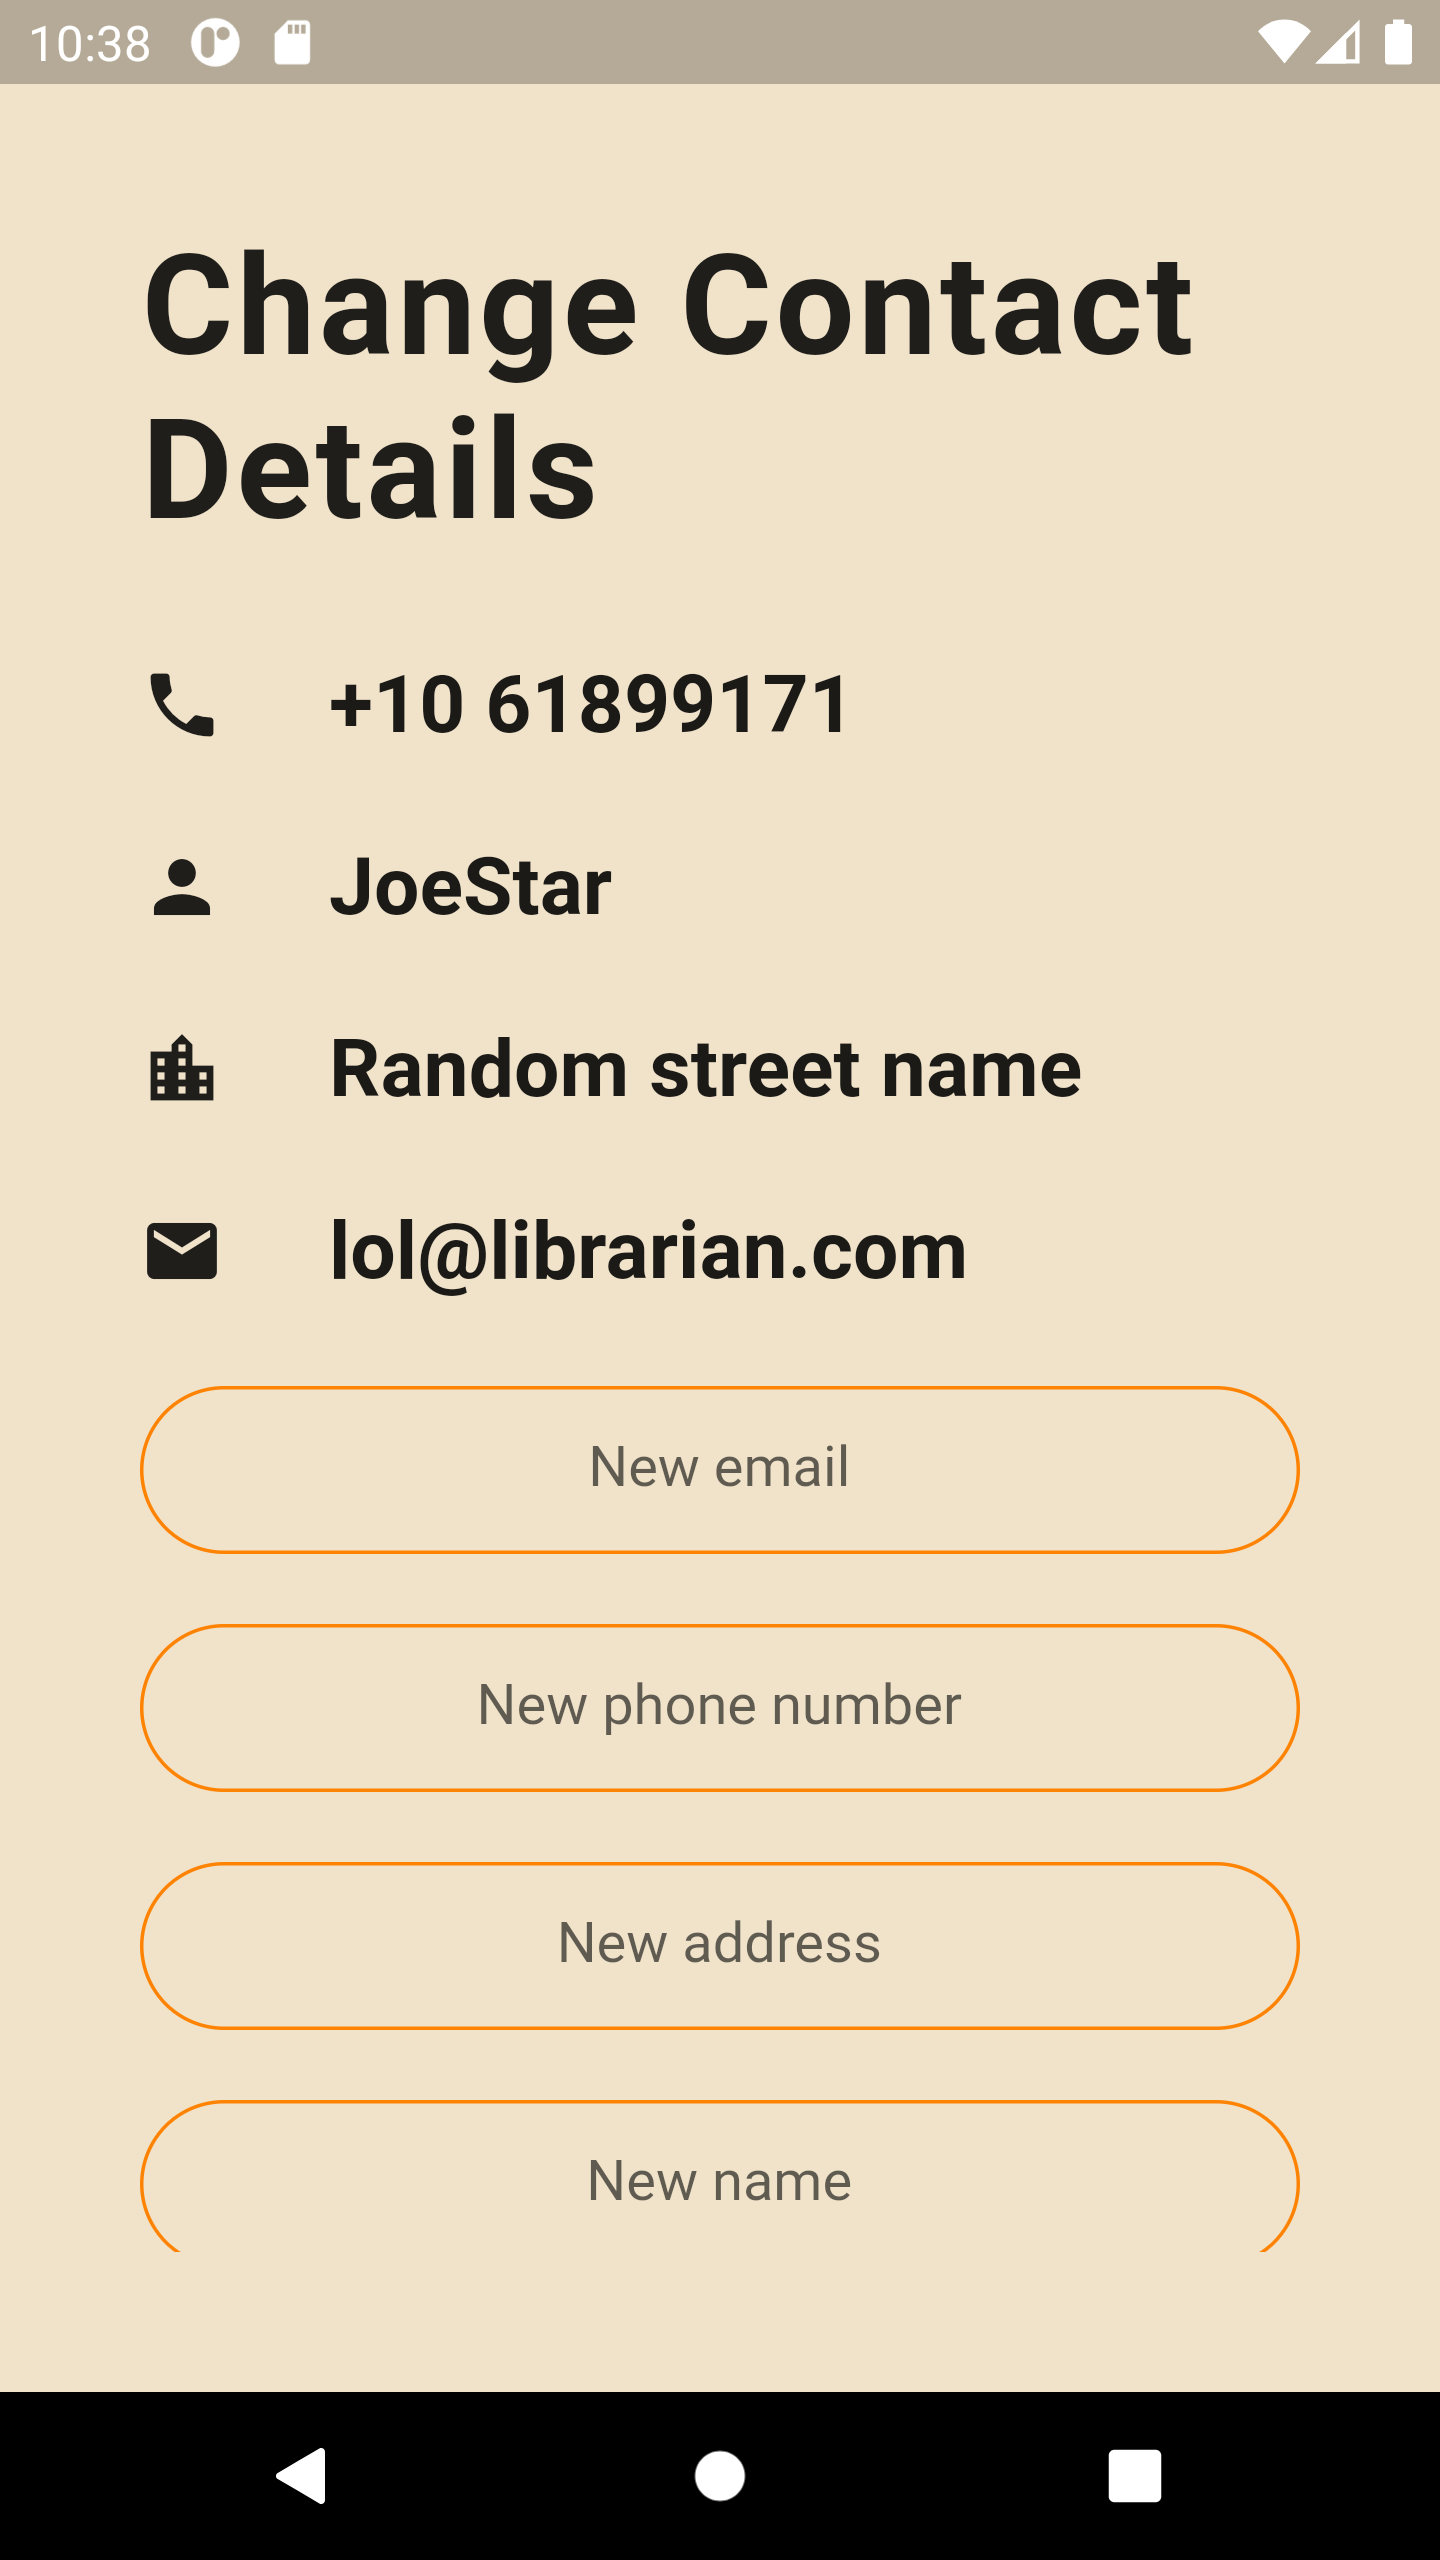 10:38
Change Contact
Details
+10 61899171
JoeStar
Random street name
lol@librarian.com
New email
New phone number
New address
New name